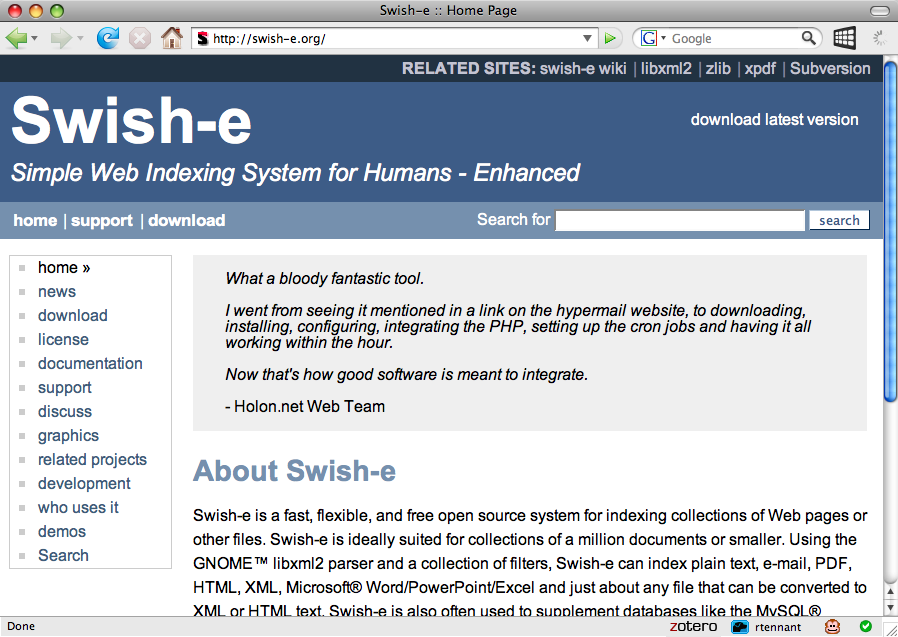 Swish-e :: Home Page
http://swish-e.org/
G
Google
RELATED SITES: swish-e wiki | libxml2 | zlib | xpdf | Subversion
Swish-e
download latest version
Simple Web Indexing System for Humans - Enhanced
home | support | download
Search for
search
home »
news
download
license
documentation
support
discuss
graphics
related projects
development
who uses it
demos
Search
What a bloody fantastic tool.
I went from seeing it mentioned in a link on the hypermail website, to downloading,
installing, configuring, integrating the PHP, setting up the cron jobs and having it all
working within the hour.
Now that's how good software is meant to integrate.
- Holon.net Web Team
About Swish-e
Swish-e is a fast, flexible, and free open source system for indexing collections of Web pages or
other files. Swish-e is ideally suited for collections of a million documents or smaller. Using the
GNOME™ libxml2 parser and a collection of filters, Swish-e can index plain text, e-mail, PDF,
HTML, XML, Microsoft® Word/PowerPoint/Excel and just about any file that can be converted to
XML or HTML text. Swish-e is also often used to supplement databases like the MySQL®
Done
zotero
rtennant